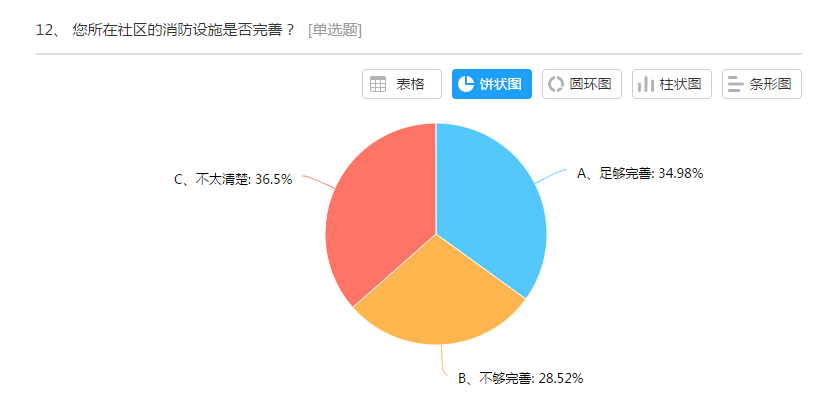 12、 您所在社区的消防设施是否完善？ [单选题]
表格 饼状图 圆环图 柱状图 条形图
A、足够完善: 34.98%
C、不太清楚: 36.5%
B、不够完善: 28.52%